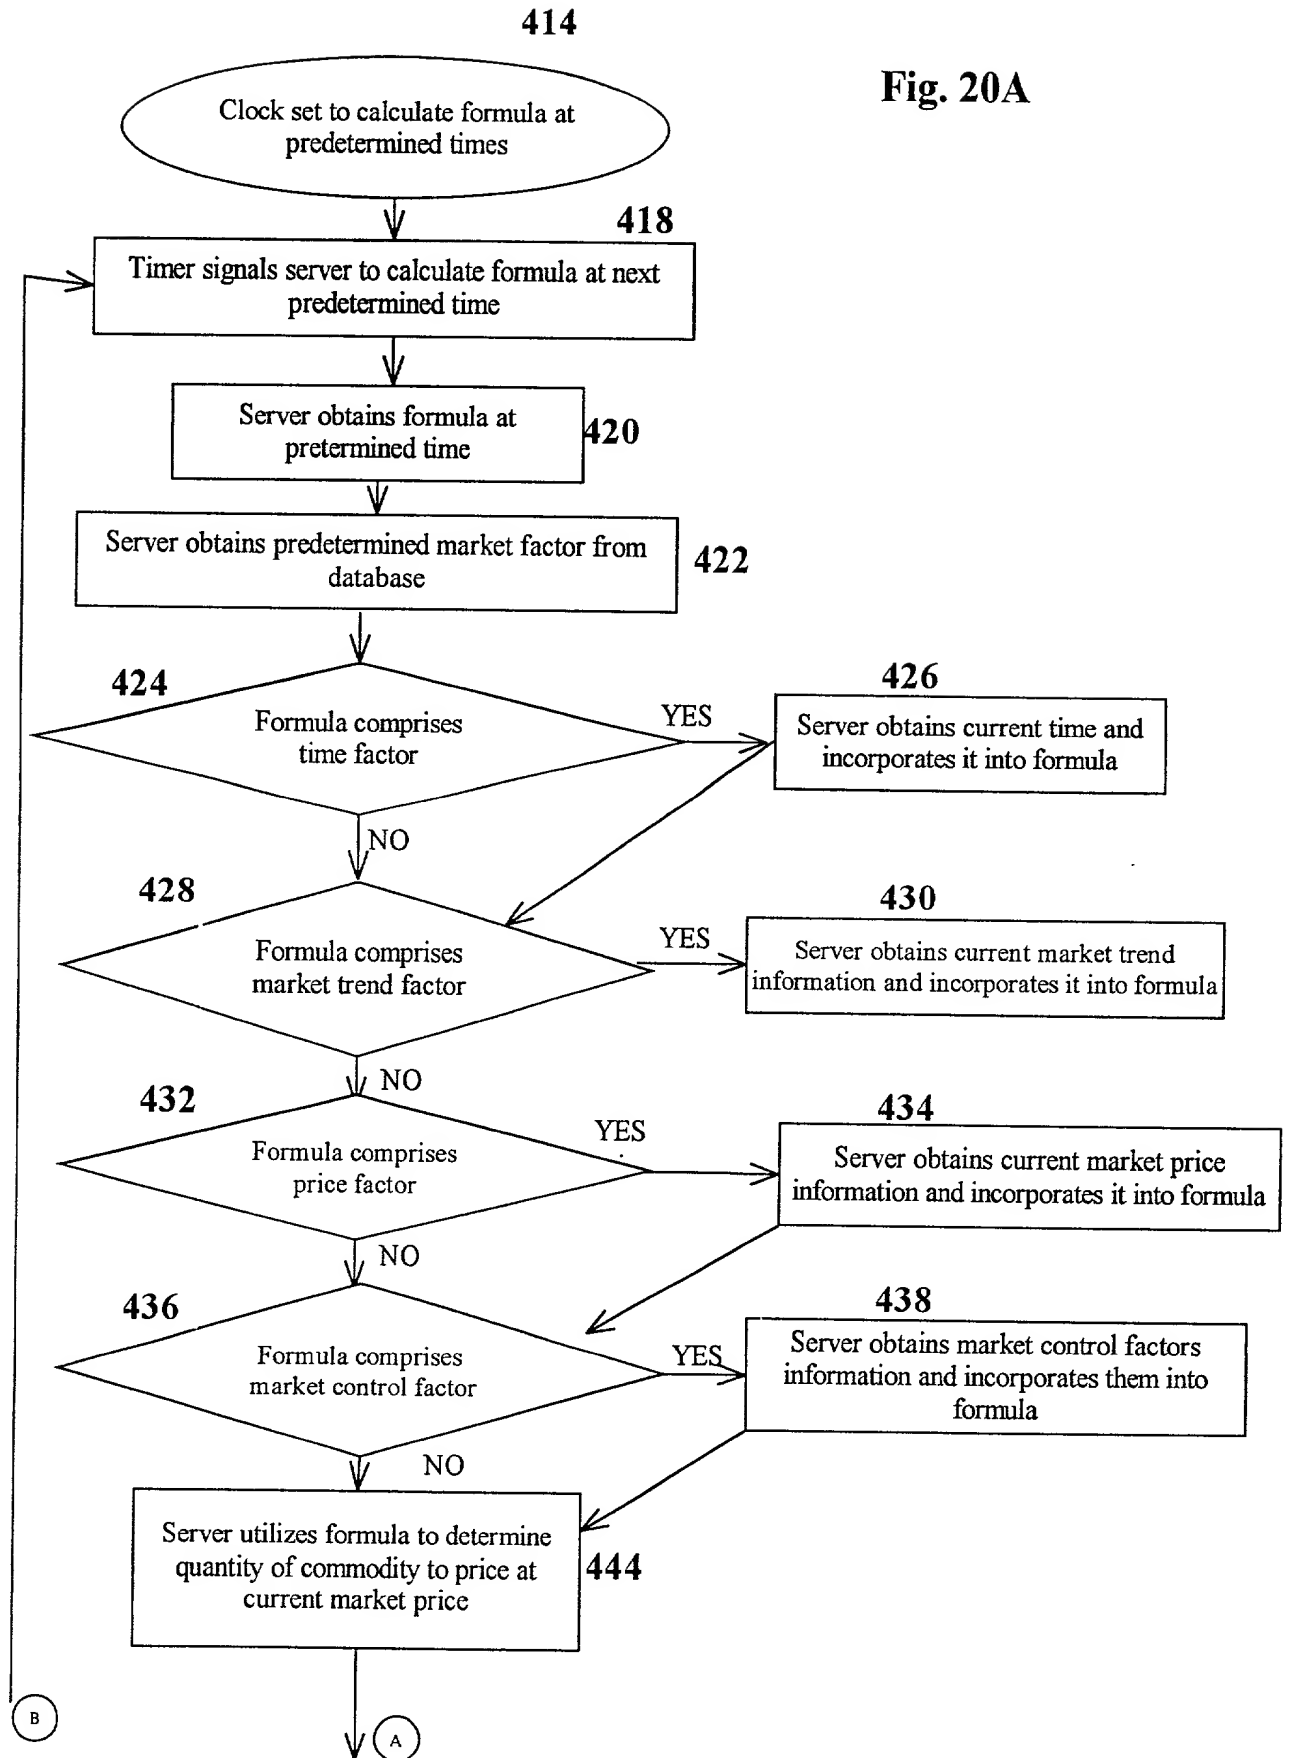 414
Fig. 20A
Clock set to calculate formula at
predetermined times
418
Timer signals server to calculate formula at next
predetermined time
Server obtains formula at
pretermined time
420
Server obtains predetermined market factor from
database
422
424
Formula comprises
time factor
YES
426
Server obtains current time and
incorporates it into formula
NO
428
Formula comprises
market trend factor
YES
430
Server obtains current market trend
information and incorporates it into formula
NO
432
Formula comprises
price factor
YES
434
Server obtains current market price
information and incorporates it into formula
NO
436
Formula comprises
market control factor
YES
438
Server obtains market control factors
information and incorporates them into
formula
NO
Server utilizes formula to determine
quantity of commodity to price at
current market price
444
B
A